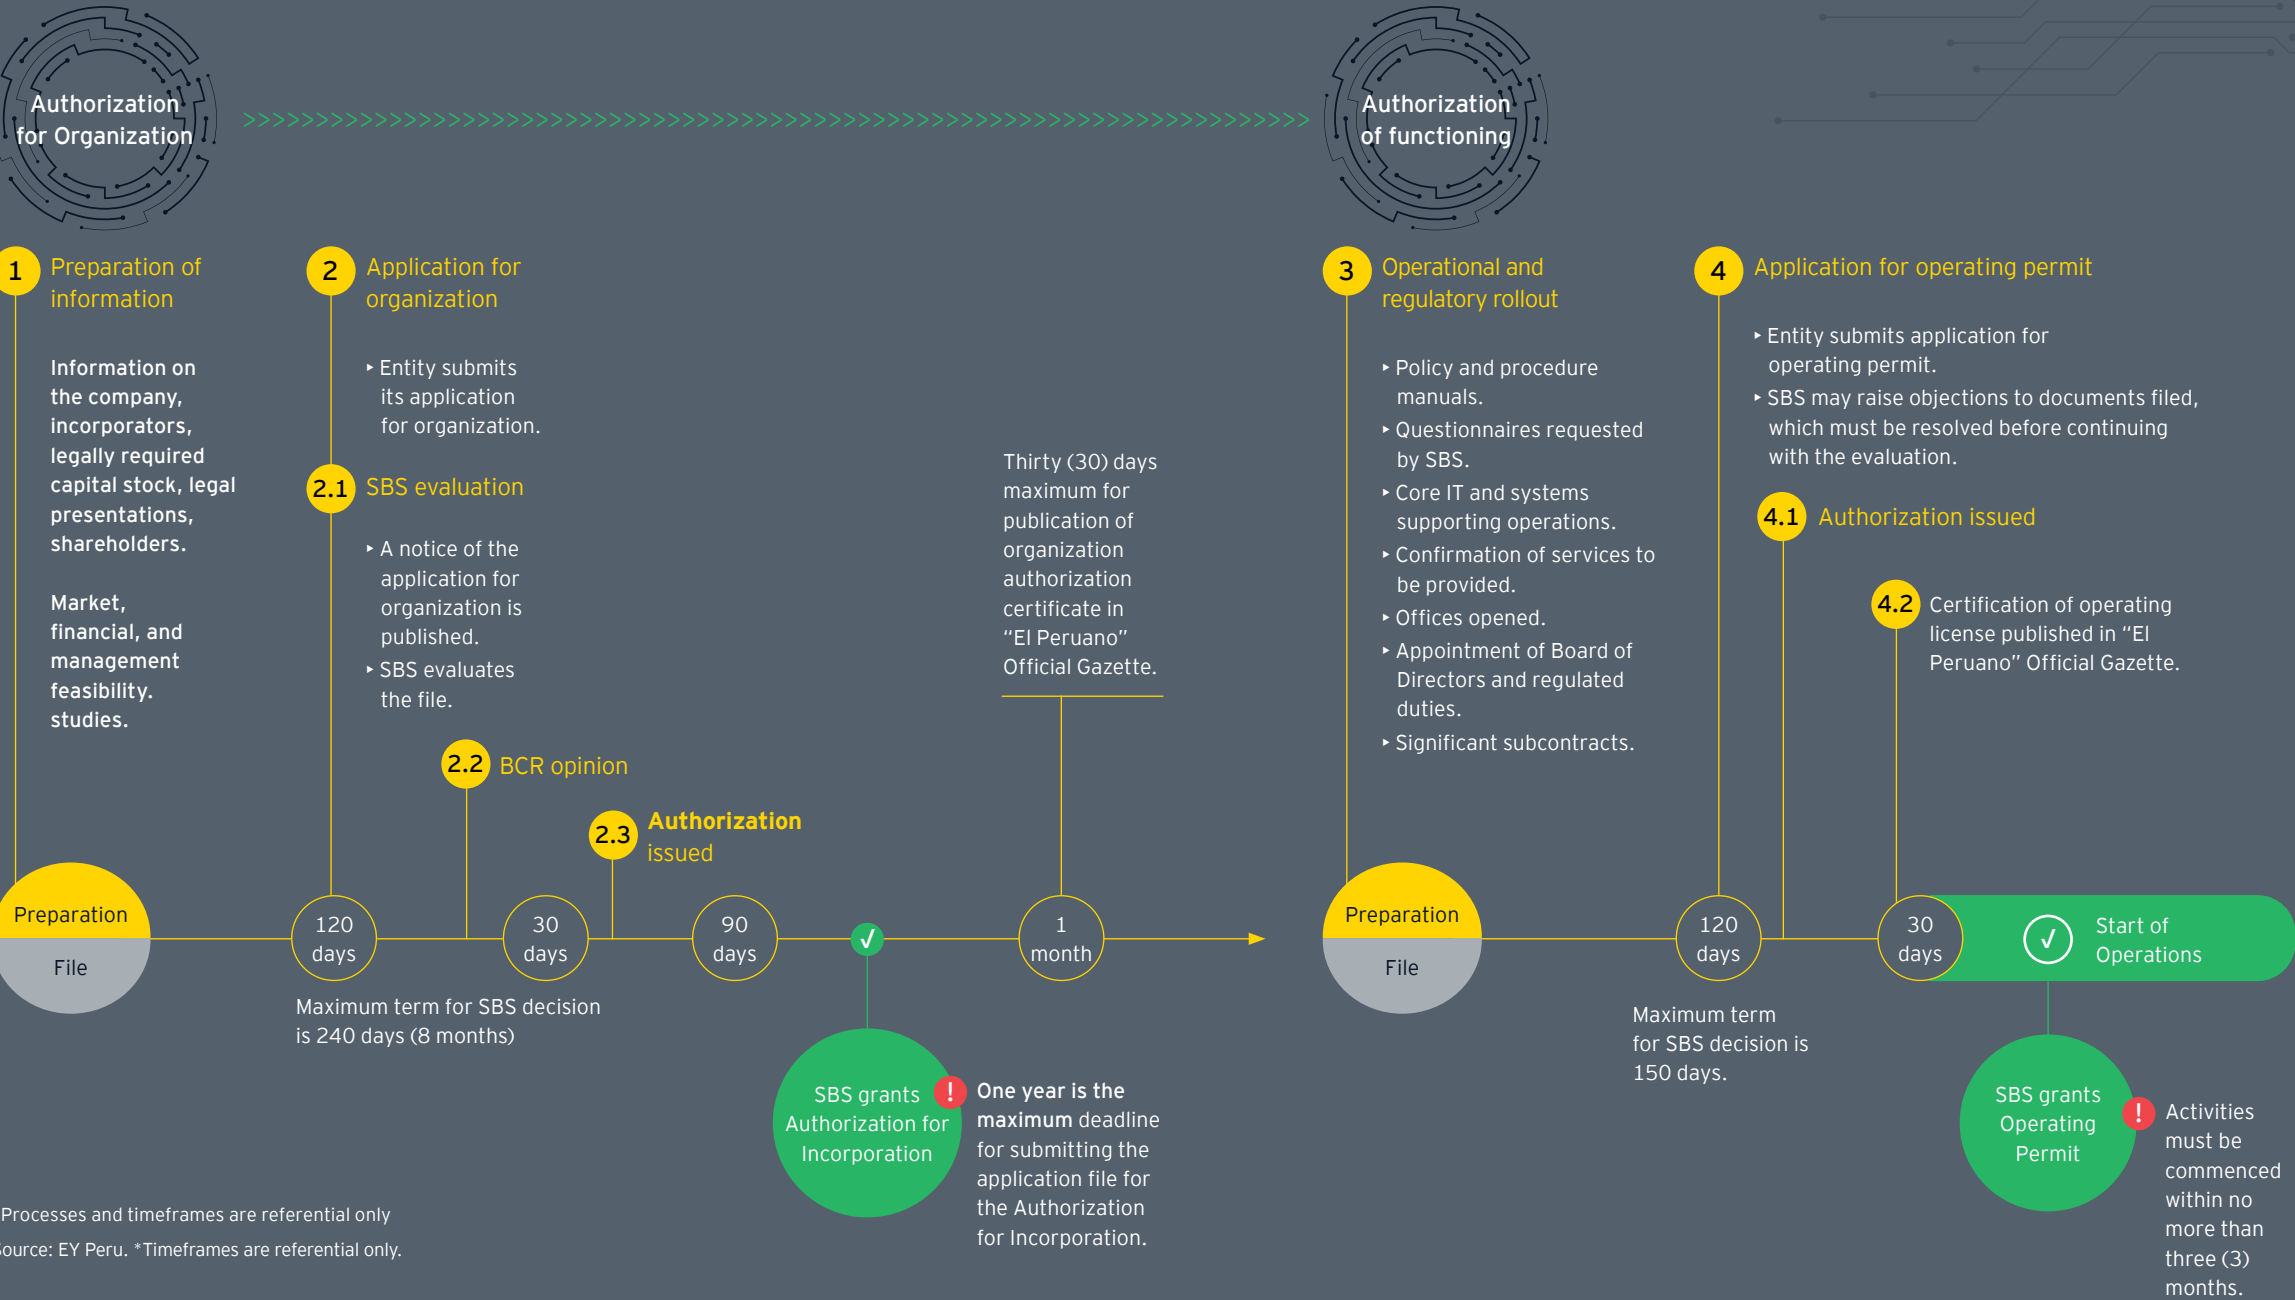 Authorization
for Organization
>>>>>>>>>>>>>>>>>>>>>>>>>>>>>>>>>>>>>>>>>>>>>>>>>>>>>>>>>>>>>>>>>>>>>>>>>
Authorization
of functioning
1
Preparation of
information
Information on
the company,
incorporators,
legally required
capital stock, legal
presentations,
shareholders.
Market,
financial, and
management
feasibility.
studies.
2
Application for
organization
‣ Entity submits
its application
for organization.
2.1
SBS evaluation
‣ A notice of the
application for
organization is
published.
‣ SBS evaluates
the file.
2.2
BCR opinion
2.3
Authorization
issued
Thirty (30) days
maximum for
publication of
organization
authorization
certificate in
“El Peruano”
Official Gazette.
Preparation
File
120
days
30
days
90
days
√
1
month
Maximum term for SBS decision
is 240 days (8 months)
SBS grants
Authorization for
Incorporation
!
One year is the
maximum deadline
for submitting the
application file for
the Authorization
for Incorporation.
3
Operational and
regulatory rollout
‣ Policy and procedure
manuals.
‣ Questionnaires requested
by SBS.
‣ Core IT and systems
supporting operations.
‣ Confirmation of services to
be provided.
‣ Offices opened.
‣ Appointment of Board of
Directors and regulated
duties.
‣ Significant subcontracts.
4
Application for operating permit
‣ Entity submits application for
operating permit.
‣ SBS may raise objections to documents filed,
which must be resolved before continuing
with the evaluation.
4.1
Authorization issued
4.2
Certification of operating
license published in “El
Peruano” Official Gazette.
Preparation
File
120
days
30
days
√
Start of
Operations
Maximum term
for SBS decision is
150 days.
SBS grants
Operating
Permit
!
Activities
must be
commenced
within no
more than
three (3)
months.
Processes and timeframes are referential only
Source: EY Peru. *Timeframes are referential only.